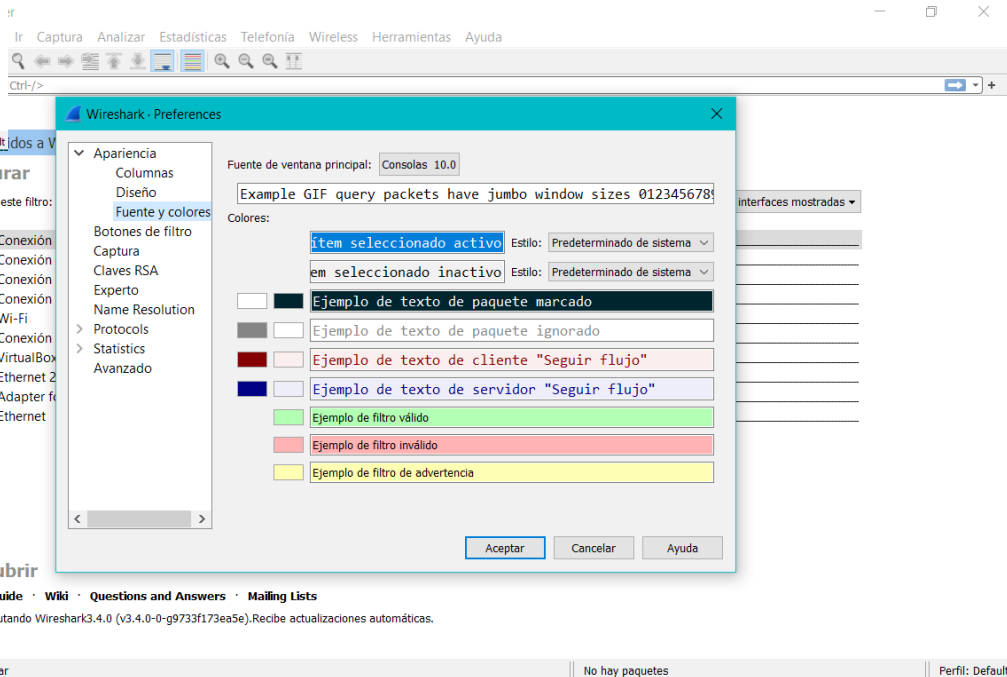 er
Ir Captura Analizar Estadísticas Telefonía Wireless Herramientas Ayuda
Ctrl-/>
+
Wireshark · Preferences
idos a W
Apariencia
Columnas
Diseño
Fuente y colores
Botones de filtro
Captura
Claves RSA
Experto
Name Resolution
Protocols
Statistics
Avanzado
Fuente de ventana principal: Consolas 10.0
Example GIF query packets have jumbo window sizes 0123456789
Colores:
ítem seleccionado activo Estilo: Predeterminado de sistema
em seleccionado inactivo Estilo: Predeterminado de sistema
Ejemplo de texto de paquete marcado
Ejemplo de texto de paquete ignorado
Ejemplo de texto de cliente "Seguir flujo"
Ejemplo de texto de servidor "Seguir flujo"
Ejemplo de filtro válido
Ejemplo de filtro inválido
Ejemplo de filtro de advertencia
Aceptar Cancelar Ayuda
rar
este filtro:
interfaces mostradas
Conexión
Conexión
Conexión
Conexión
Wi-Fi
Conexión
VirtualBox
Ethernet 2
Adapter fo
Ethernet
ubrir
uide · Wiki · Questions and Answers · Mailing Lists
utando Wireshark3.4.0 (v3.4.0-0-g9733f173ea5e).Recibe actualizaciones automáticas.
ar
No hay paquetes
Perfil: Default